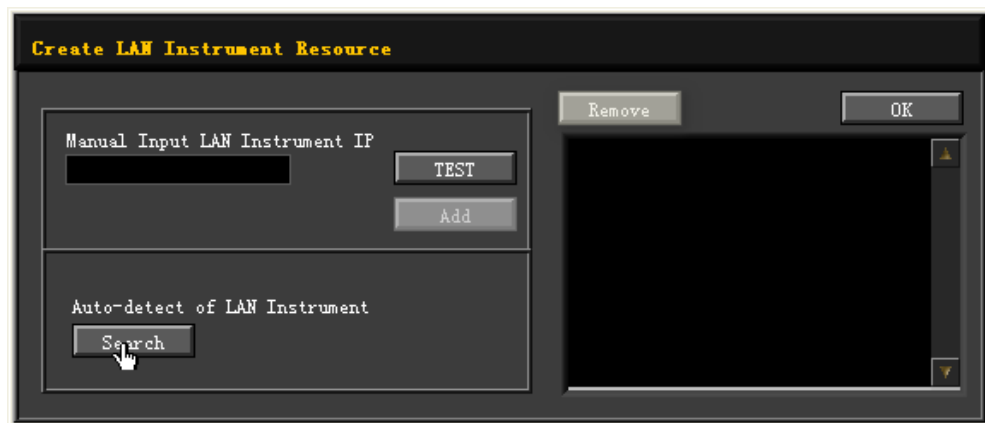 Create LAN Instrument Resource
Manual Input LAN Instrument IP
TEST
Add
Auto-detect of LAN Instrument
Search
Remove
OK